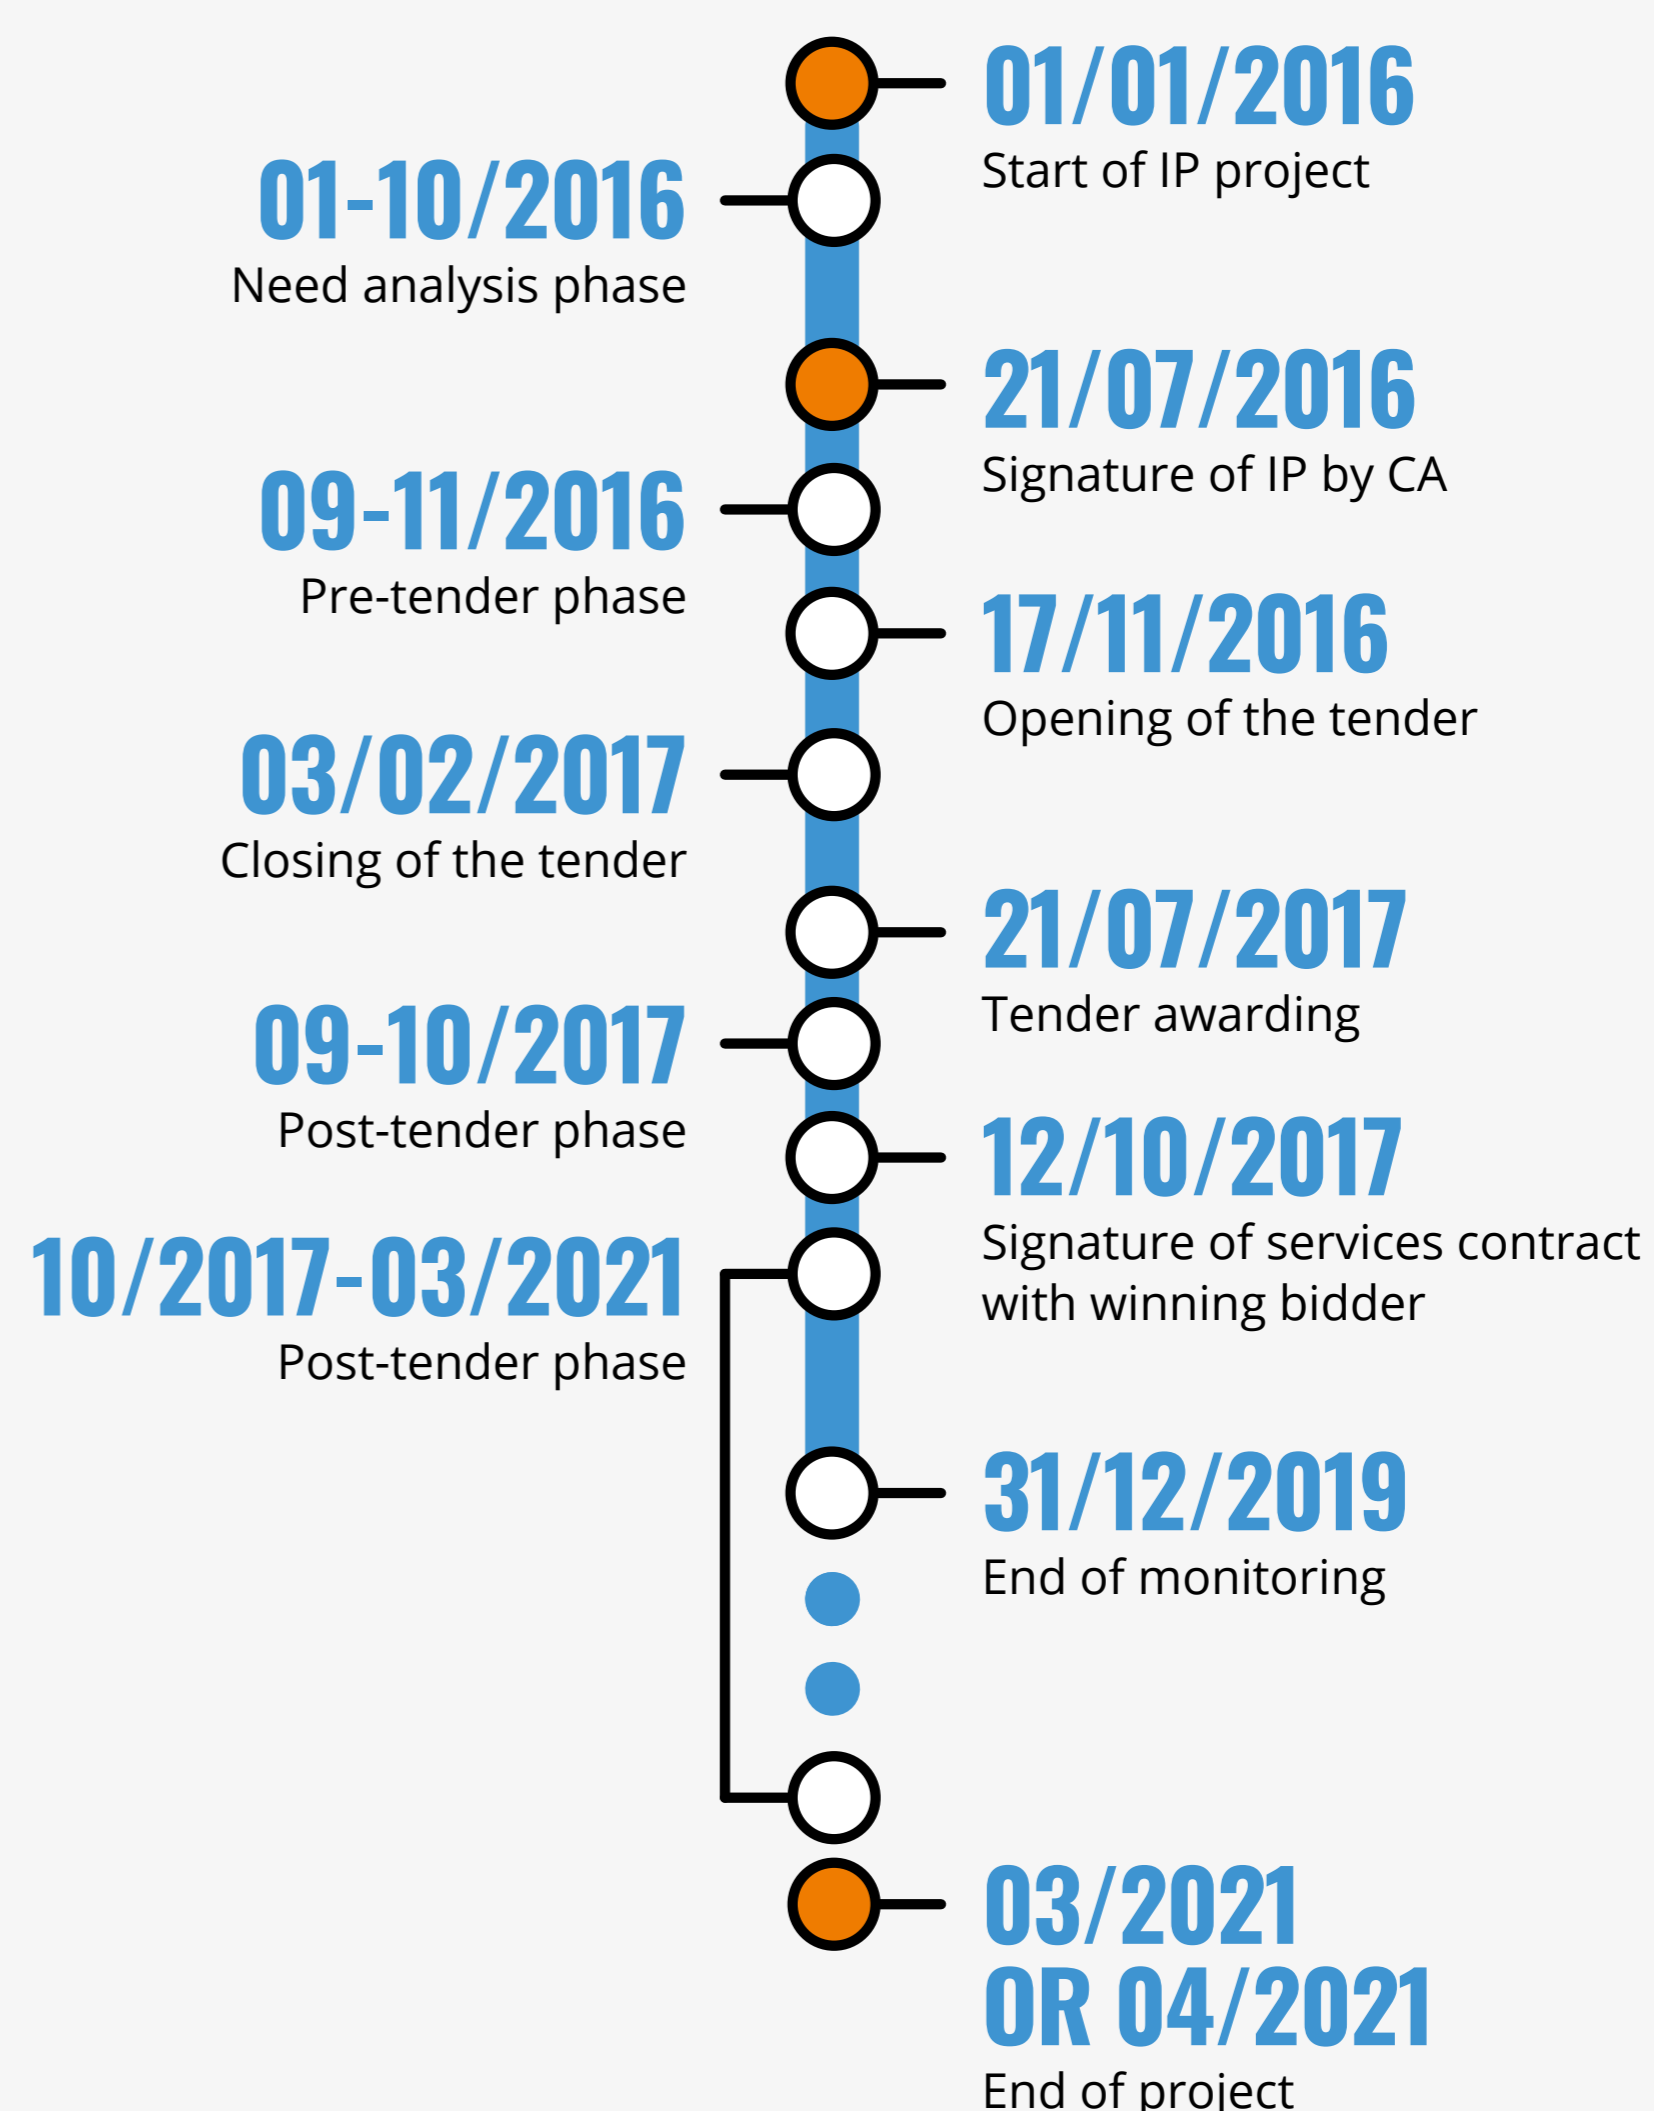 01/01/2016
Start of IP project
01-10/2016
Need analysis phase
21/07/2016
Signature of IP by CA
09-11/2016
Pre-tender phase
17/11/2016
Opening of the tender
03/02/2017
Closing of the tender
21/07/2017
Tender awarding
09-10/2017
Post-tender phase
12/10/2017
Signature of services contract
with winning bidder
10/2017-03/2021
Post-tender phase
31/12/2019
End of monitoring
03/2021
OR 04/2021
End of project